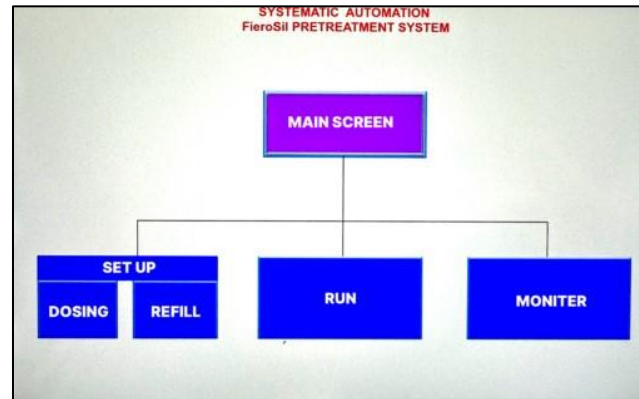 SYSTEMATIC AUTOMATION
FieroSil PRETREATMENT SYSTEM
MAIN SCREEN
SET UP
DOSING
REFILL
RUN
MONITER